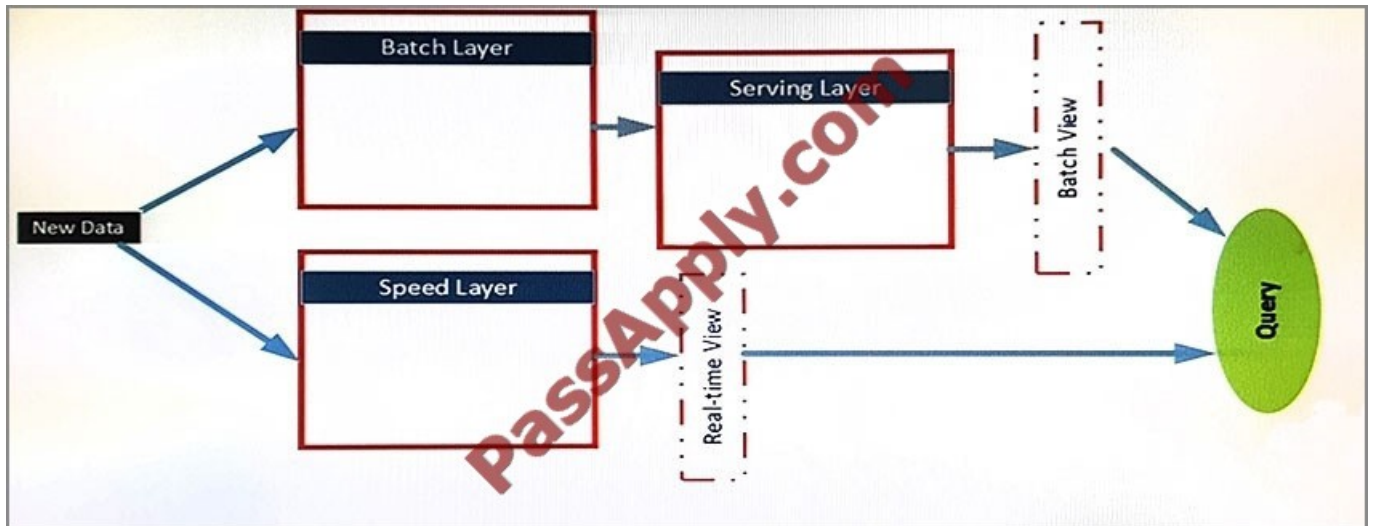 Batch Layer
Serving Layer
Batch View
New Data
Speed Layer
Real-time View
Query
PassApply.com